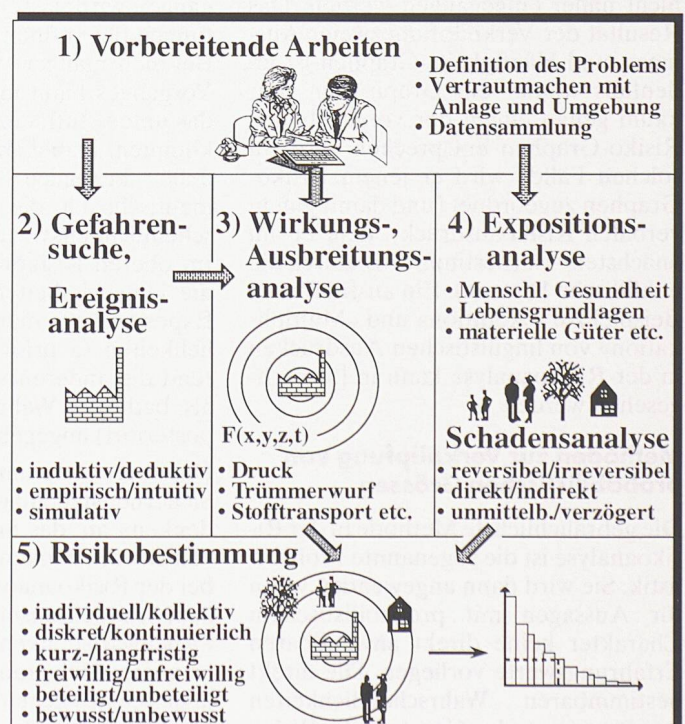 1) Vorbereitende Arbeiten
• Definition des Problems
• Vertrautmachen mit
Anlage und Umgebung
• Datensammlung
2) Gefahren-
suche,
Ereignis-
analyse
• induktiv/deduktiv
• empirisch/intuitiv
• simulativ
3) Wirkungs-,
Ausbreitungs-
analyse
F(x,y,z,t)
• Druck
• Trümmerwurf
• Stofftransport etc.
4) Expositions-
analyse
• Menschl. Gesundheit
• Lebensgrundlagen
• Materielle Güter etc.
Schadensanalyse
• reversibel/irreversibel
• direkt/indirekt
• unmittelb./verzögert
5) Risikobestimmung
• individuell/kollektiv
• diskret/kontinuierlich
• kurz-/langfristig
• freiwillig/unfreiwillig
• beteiligt/unbeteiligt
• bewusst/unbewusst